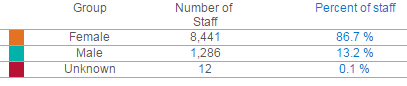 Group Number of Staff Percent of staff
Female 8,441 86.7 %
Male 1,286 13.2 %
Unknown 12 0.1 %